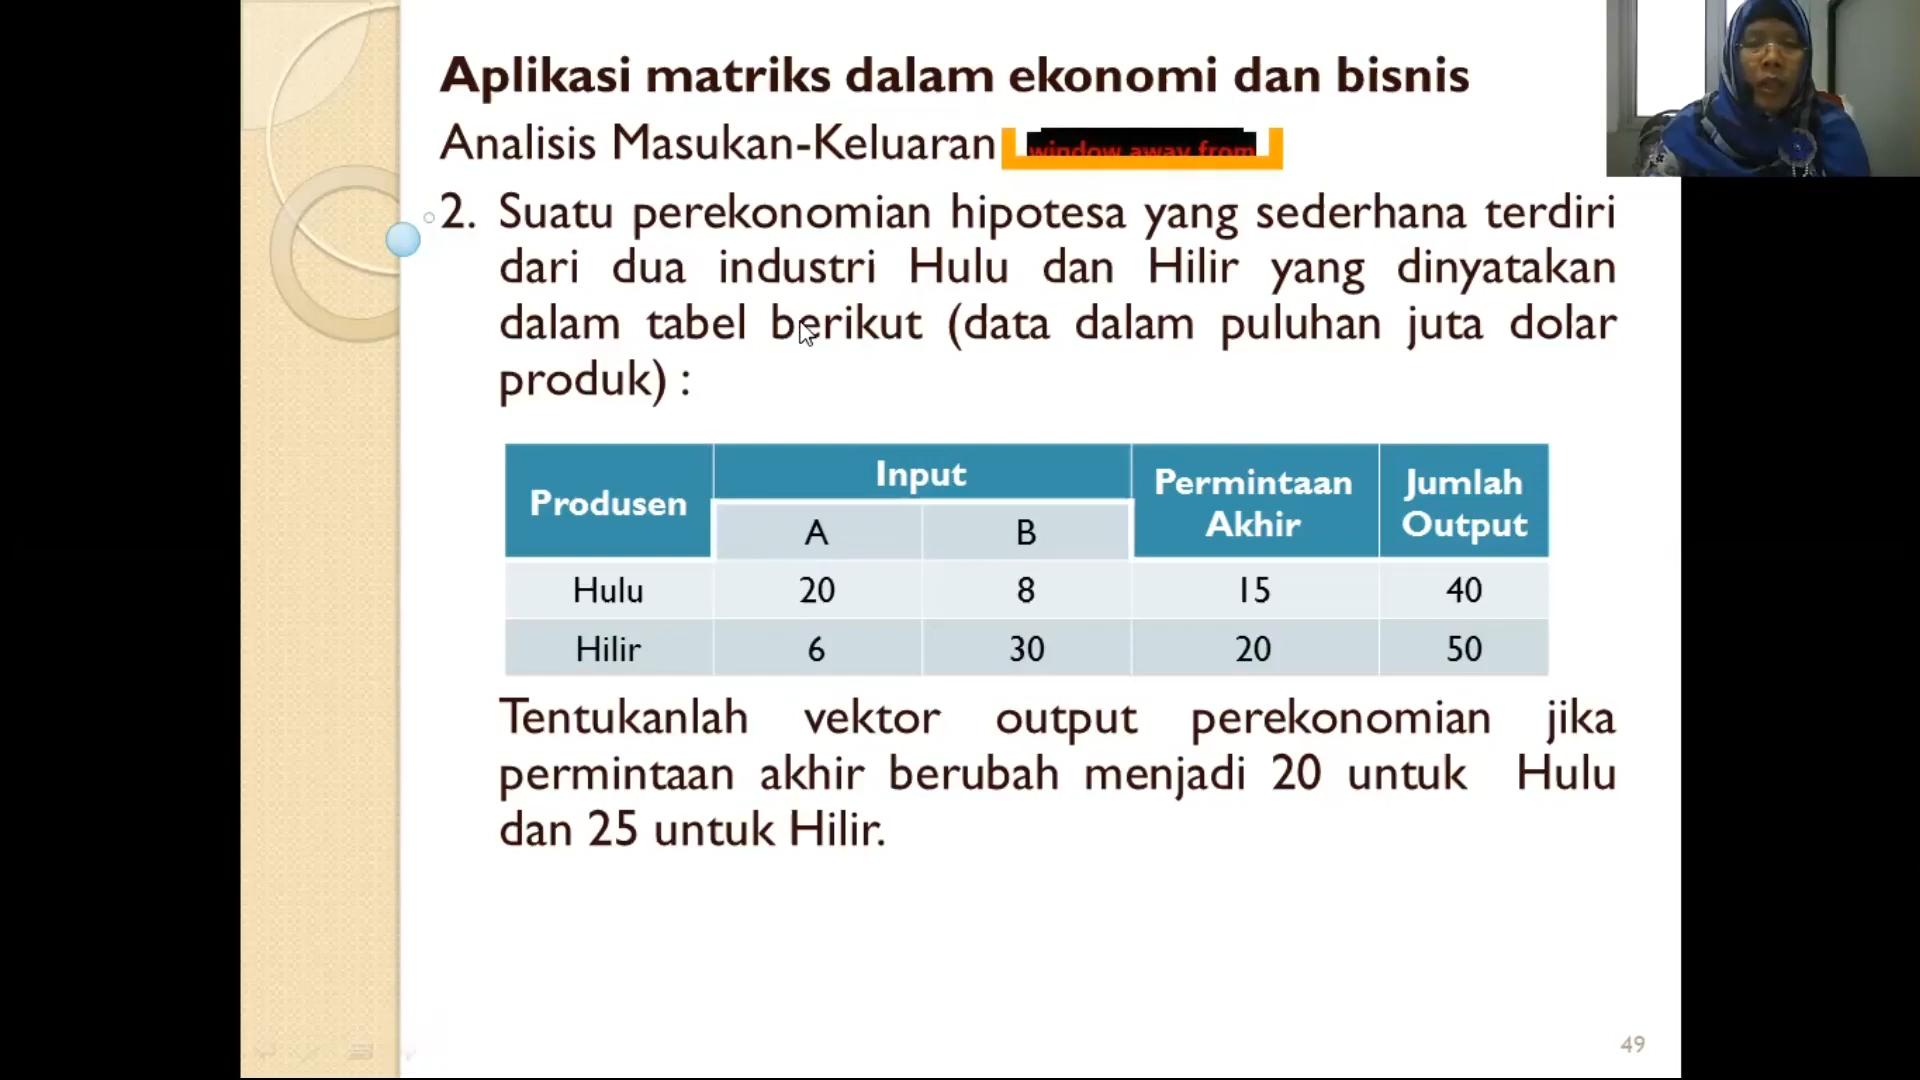 Aplikasi matriks dalam ekonomi dan bisnis
Analisis Masukan-Keluaran
window away from
2. Suatu perekonomian hipotesa yang sederhana terdiri
dari dua industri Hulu dan Hilir yang dinyatakan
dalam tabel berikut (data dalam puluhan juta dolar
produk) :
Produsen Input Permintaan Akhir Jumlah Output
A B
Hulu 20 8 15 40
Hilir 6 30 20 50
Tentukanlah vektor output perekonomian jika
permintaan akhir berubah menjadi 20 untuk Hulu
dan 25 untuk Hilir.
49